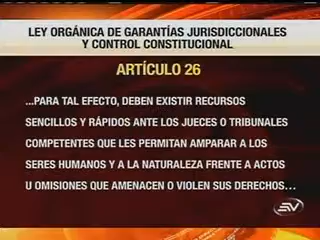 LEY ORGÁNICA DE GARANTÍAS JURISDICCIONALES
Y CONTROL CONSTITUCIONAL
ARTÍCULO 26
...PARA TAL EFECTO, DEBEN EXISTIR RECURSOS
SENCILLOS Y RÁPIDOS ANTE LOS JUECES O TRIBUNALES
COMPETENTES QUE LES PERMITAN AMPARAR A LOS
SERES HUMANOS Y A LA NATURALEZA FRENTE A ACTOS
U OMISIONES QUE AMENACEN O VIOLEN SUS DERECHOS...